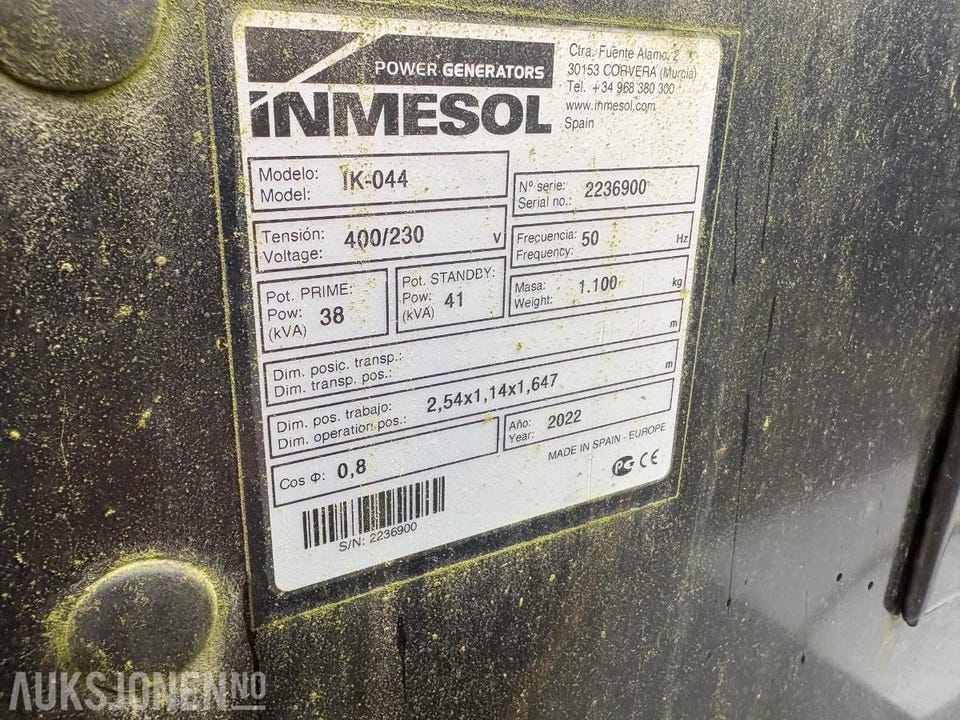 POWER GENERATORS
INMESOL
Ctra. Fuente Alamo, 2
30153 CORVERA (Murcia)
Tel. +34 968 380 300
www.inmesol.com
Spain
Modelo: IK-044
Model:
Nº serie: 2236900
Serial no.:
Tensión: 400/230 V
Voltage:
Frecuencia: 50 Hz
Frequency:
Pot. PRIME:
Pow: 38
(kVA)
Pot. STANDBY:
Pow: 41
(kVA)
Masa: 1.100 kg
Weight:
Dim. posic. transp.: m
Dim. transp. pos.:
Dim. pos. trabajo: 2,54x1,14x1,647 m
Dim. operation pos.:
Cos Φ: 0,8
Año: 2022
Year:
MADE IN SPAIN - EUROPE
CE
S/N: 2236900
AUKSJONEN.NO